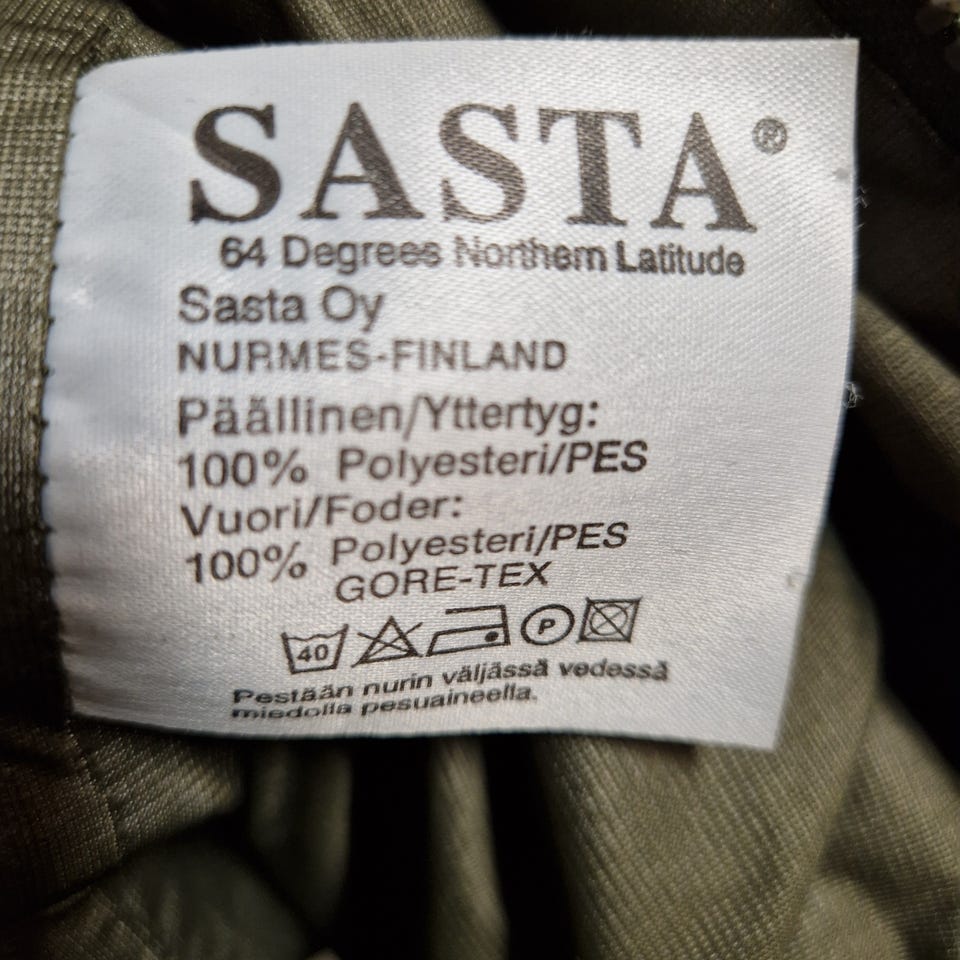 SASTA®
64 Degrees Northern Latitude
Sasta Oy
NURMES-FINLAND
Päällinen/Yttertyg:
100% Polyesteri/PES
Vuori/Foder:
100% Polyesteri/PES
GORE-TEX
40 P
Pestään nurin väljässä vedessä
miedolla pesuaineella.